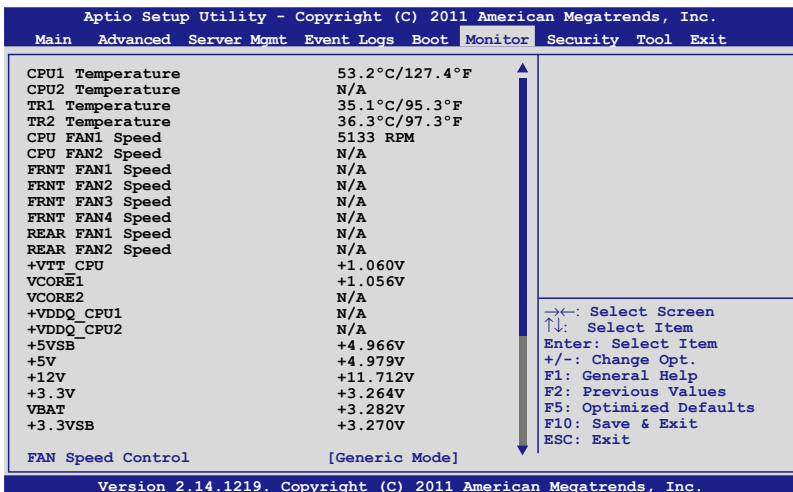 Aptio Setup Utility - Copyright (C) 2011 American Megatrends, Inc.
Main Advanced Server Mgmt Event Logs Boot Monitor Security Tool Exit
CPU1 Temperature 53.2°C/127.4°F
CPU2 Temperature N/A
TR1 Temperature 35.1°C/95.3°F
TR2 Temperature 36.3°C/97.3°F
CPU FAN1 Speed 5133 RPM
CPU FAN2 Speed N/A
FRNT FAN1 Speed N/A
FRNT FAN2 Speed N/A
FRNT FAN3 Speed N/A
FRNT FAN4 Speed N/A
REAR FAN1 Speed N/A
REAR FAN2 Speed N/A
+VTT_CPU +1.060V
VCORE1 +1.056V
VCORE2 N/A
+VDDQ_CPU1 N/A
+VDDQ_CPU2 N/A
+5VSB +4.966V
+5V +4.979V
+12V +11.712V
+3.3V +3.264V
VBAT +3.282V
+3.3VSB +3.270V
FAN Speed Control [Generic Mode]
→←: Select Screen
↑↓: Select Item
Enter: Select Item
+/-: Change Opt.
F1: General Help
F2: Previous Values
F5: Optimized Defaults
F10: Save & Exit
ESC: Exit
Version 2.14.1219. Copyright (C) 2011 American Megatrends, Inc.